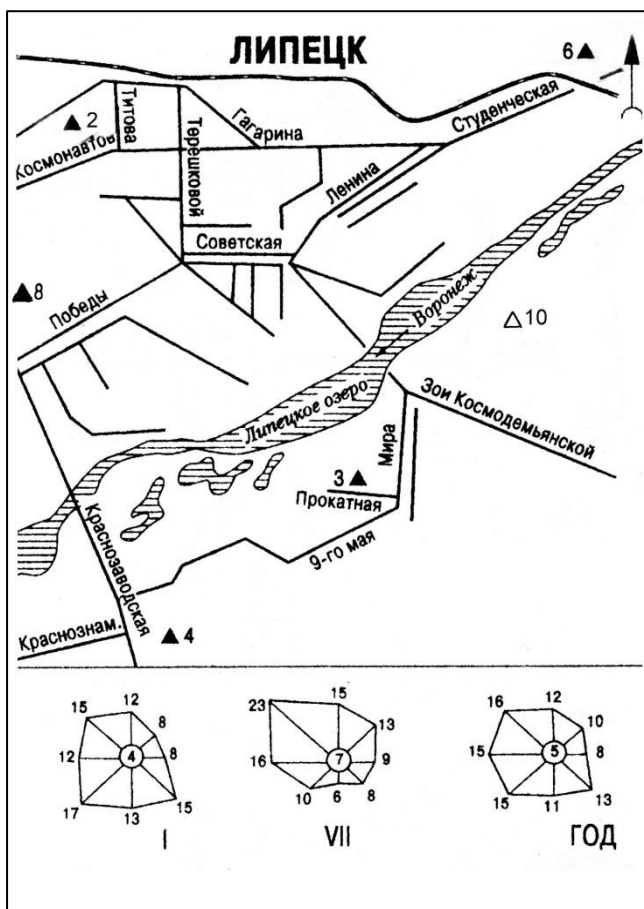 ЛИПЕЦК
6
2
Титова
Гагарина
Студенческая
Космонавтов
Терешковой
Ленина
Советская
8
Победы
Воронеж
10
Липецкое озеро
Зои Космодемьянской
Мира
3
Прокатная
9-го мая
Краснозаводская
Краснознам.
4
15 12 8
12 4 8
17 13 15
I
23 15 13
16 7 9
10 6 8
VII
16 12 10
15 5 8
15 11 13
ГОД